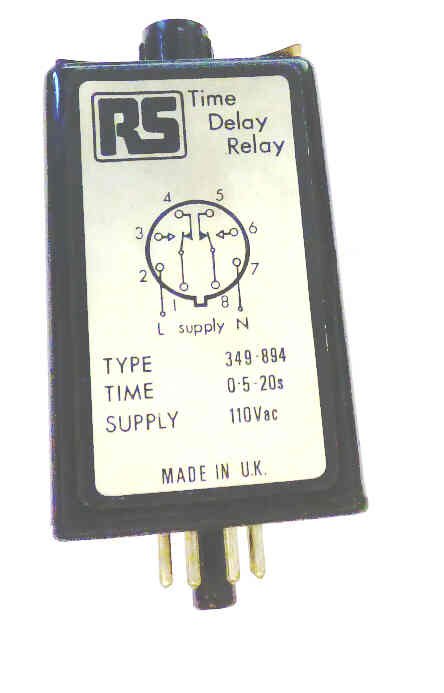 RS
Time
Delay
Relay
4 5
3 6
2 7
1 8
L supply N
TYPE 349-894
TIME 0·5-20s
SUPPLY 110Vac
MADE IN U.K.